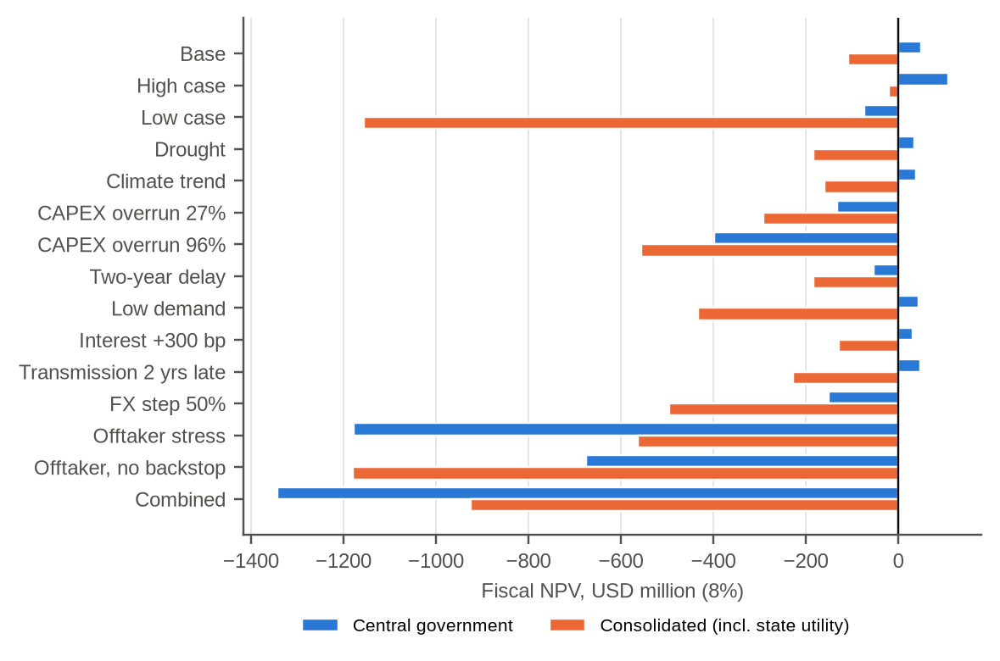 Base
High case
Low case
Drought
Climate trend
CAPEX overrun 27%
CAPEX overrun 96%
Two-year delay
Low demand
Interest +300 bp
Transmission 2 yrs late
FX step 50%
Offtaker stress
Offtaker, no backstop
Combined
−1400 −1200 −1000 −800 −600 −400 −200 0
Fiscal NPV, USD million (8%)
Central government Consolidated (incl. state utility)